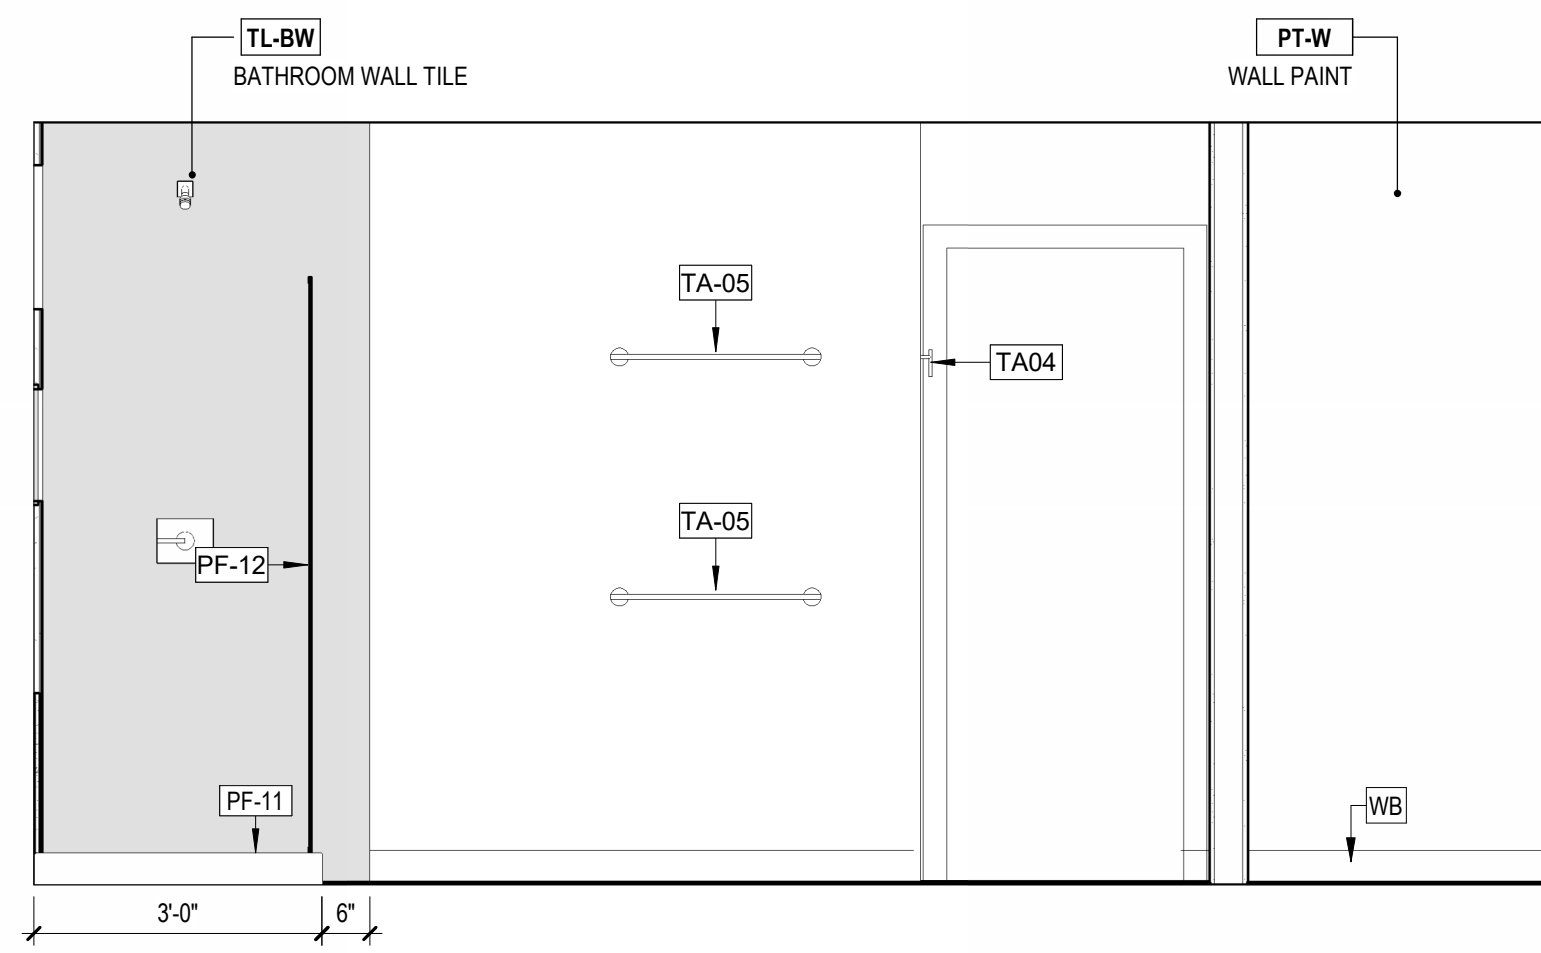 TL-BW
BATHROOM WALL TILE
PT-W
WALL PAINT
TA-05
TA04
TA-05
PF-12
PF-11
WB
3'-0"
6"